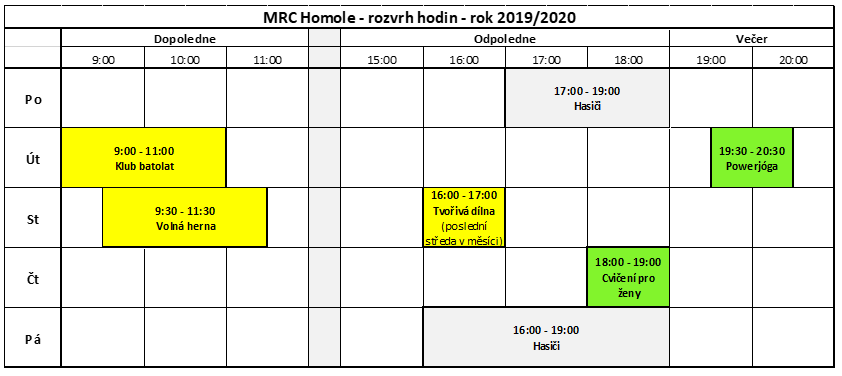 MRC Homole - rozvrh hodin - rok 2019/2020
Dopoledne Odpoledne Večer
9:00 10:00 11:00 15:00 16:00 17:00 18:00 19:00 20:00
Po
17:00 - 19:00
Hasiči
Út
9:00 - 11:00
Klub batolat
19:30 - 20:30
Powerjóga
St
9:30 - 11:30
Volná herna
16:00 - 17:00
Tvořivá dílna
(poslední
středa v měsíci)
Čt
18:00 - 19:00
Cvičení pro
ženy
Pá
16:00 - 19:00
Hasiči